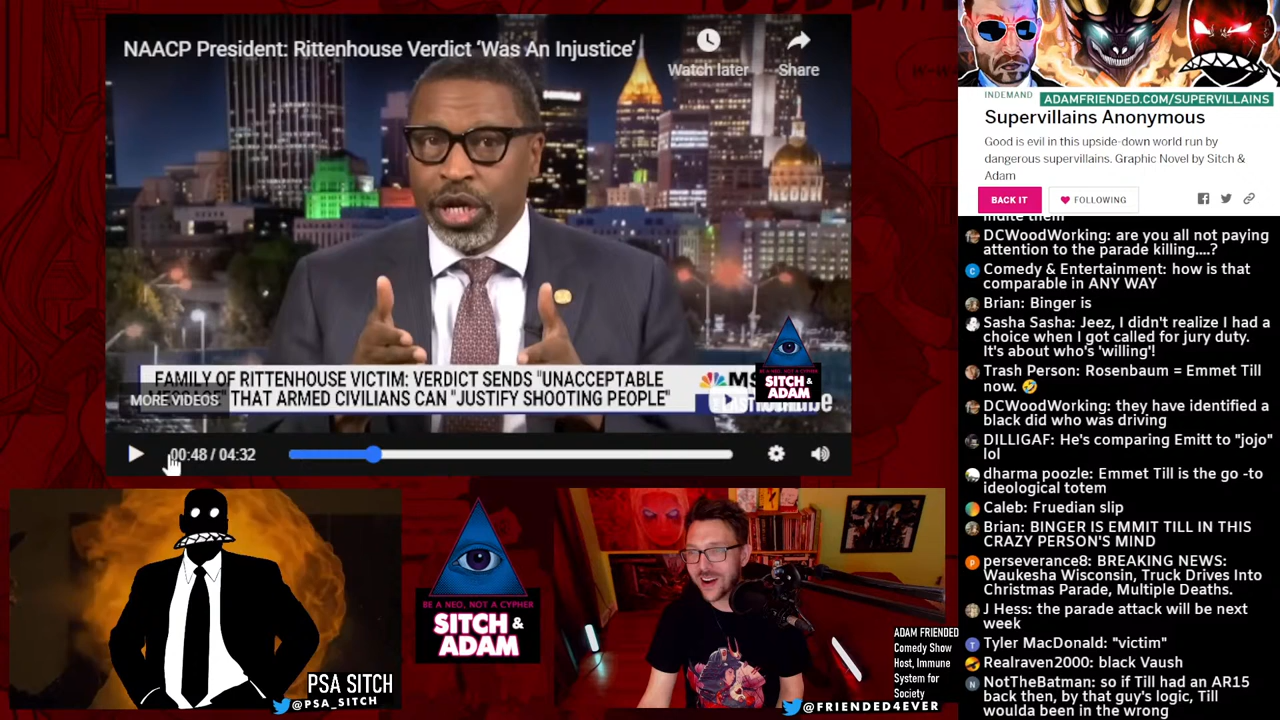 NAACP President: Rittenhouse Verdict 'Was An Injustice'
Watch later
Share
FAMILY OF RITTENHOUSE VICTIM: VERDICT SENDS "UNACCEPTABLE
THAT ARMED CIVILIANS CAN "JUSTIFY SHOOTING PEOPLE"
MORE VIDEOS
BE A NEO, NOT A CYPHER
SITCH &
ADAM
00:48 / 04:32
PSA SITCH
@PSA_SITCH
BE A NEO, NOT A CYPHER
SITCH &
ADAM
ADAM FRIENDED
Comedy Show
Host, Immune
System for
Society
@FRIENDED4EVER
INDEMAND
ADAMFRIENDED.COM/SUPERVILLAINS
Supervillains Anonymous
Good is evil in this upside-down world run by
dangerous supervillains. Graphic Novel by Sitch &
Adam
BACK IT
FOLLOWING
DCWoodWorking: are you all not paying
attention to the parade killing....?
Comedy & Entertainment: how is that
comparable in ANY WAY
Brian: Binger is
Sasha Sasha: Jeez, I didn't realize I had a
choice when I got called for jury duty.
It's about who's 'willing'!
Trash Person: Rosenbaum = Emmet Till
now. 🤣
DCWoodWorking: they have identified a
black did who was driving
DILLIGAF: He's comparing Emitt to "jojo"
lol
dharma poozle: Emmet Till is the go -to
ideological totem
Caleb: Fruedian slip
Brian: BINGER IS EMMIT TILL IN THIS
CRAZY PERSON'S MIND
perseverance8: BREAKING NEWS:
Waukesha Wisconsin, Truck Drives Into
Christmas Parade, Multiple Deaths.
J Hess: the parade attack will be next
week
Tyler MacDonald: "victim"
Realraven2000: black Vaush
NotTheBatman: so if Till had an AR15
back then, by that guy's logic, Till
woulda been in the wrong